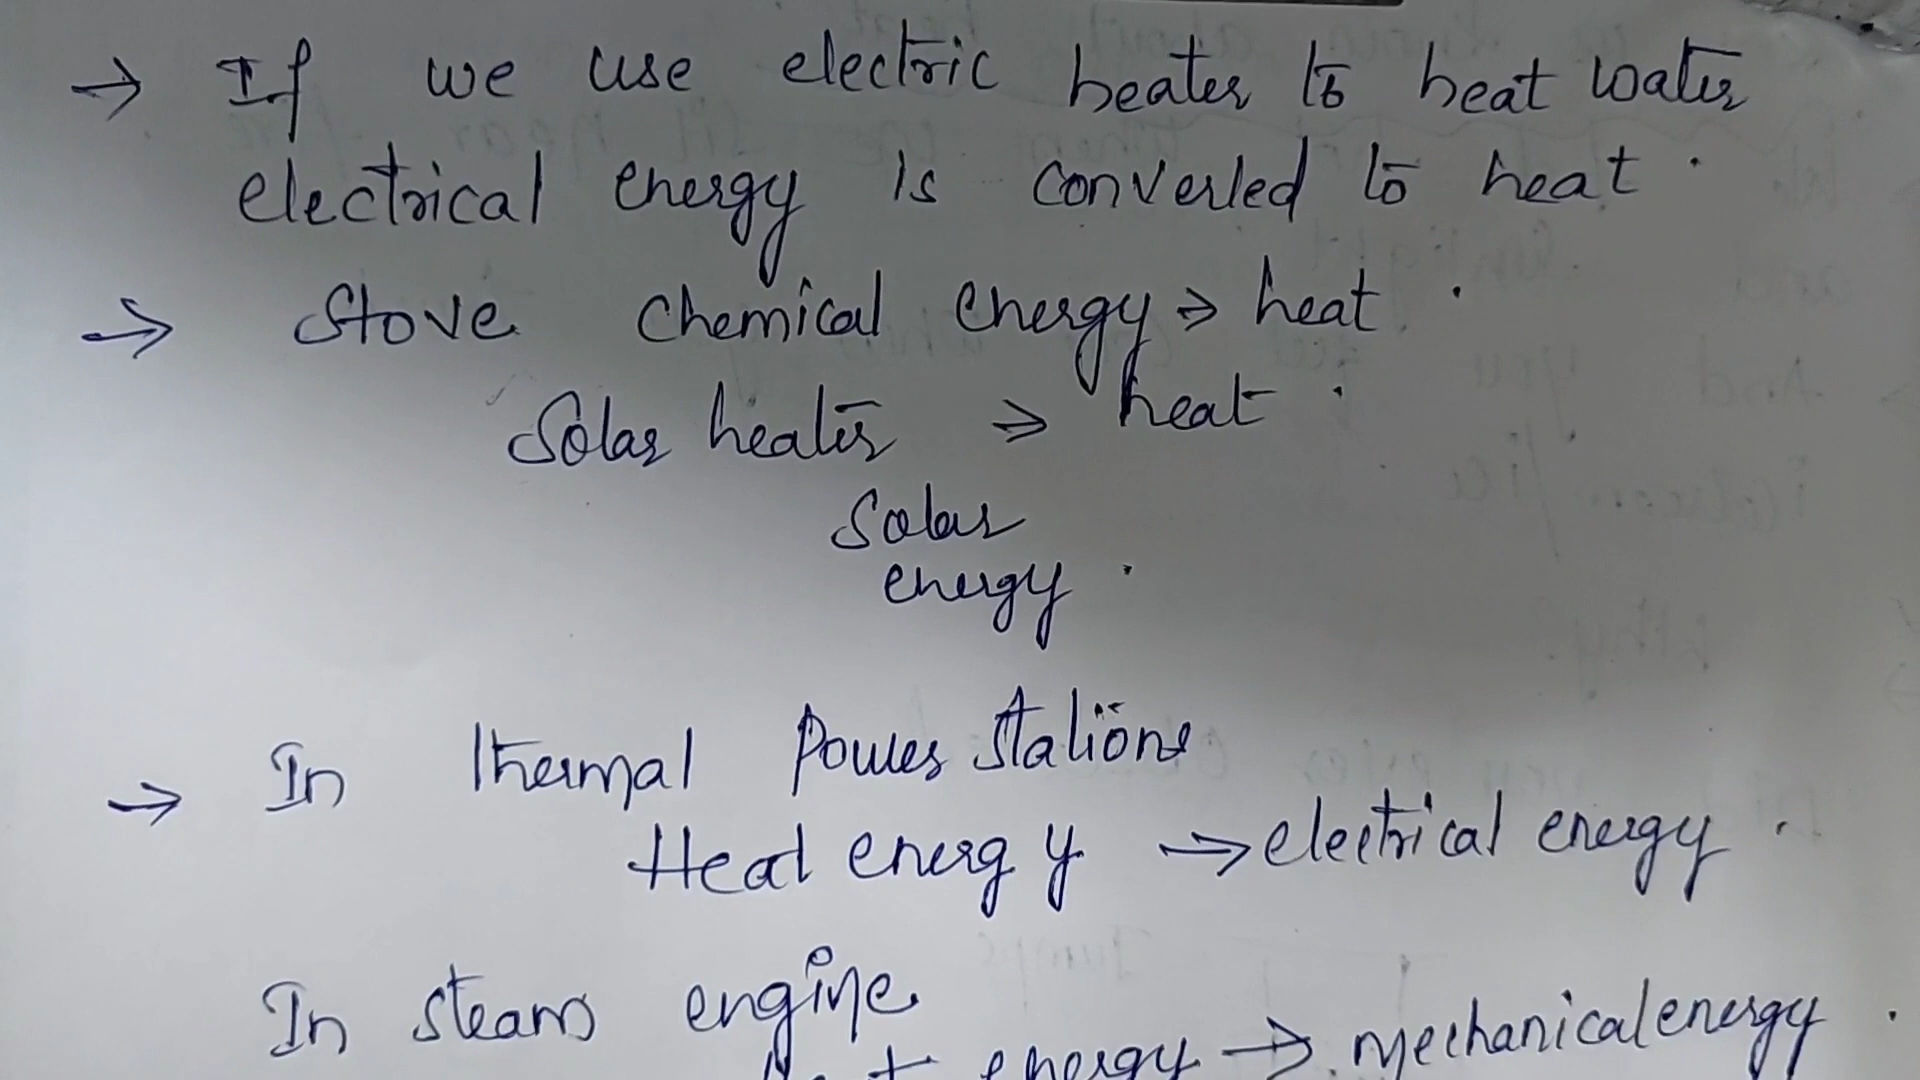 → If we use electric heater to heat water
electrical energy is converted to heat.
→ Stove chemical energy → heat.
Solar heater ⇒ heat.
Solar
energy.
→ In thermal power stations
Heat energy → electrical energy.
In steam engine
heat energy → mechanical energy.